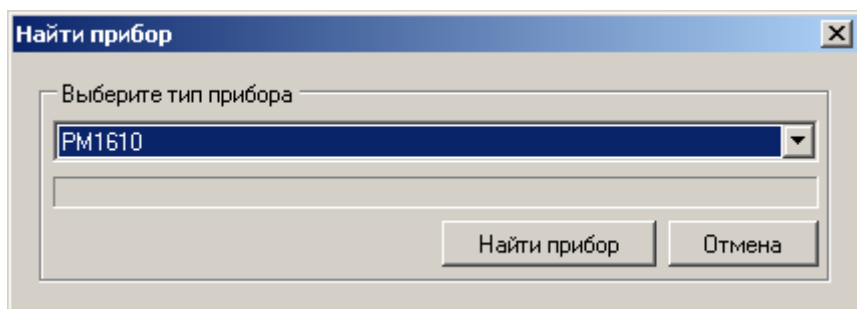 Найти прибор
Выберите тип прибора
PM1610
Найти прибор
Отмена